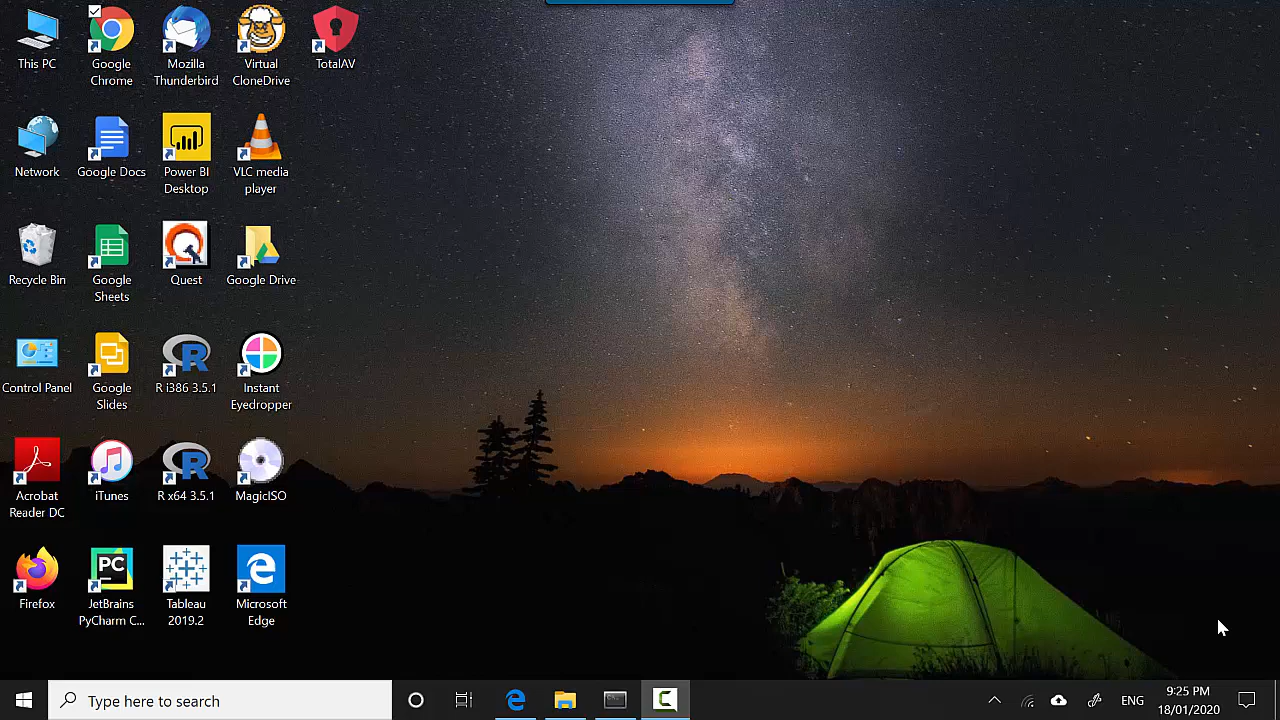 This PC
Google
Chrome
Mozilla
Thunderbird
Virtual
CloneDrive
TotalAV
Network
Google Docs
Power BI
Desktop
VLC media
player
Recycle Bin
Google
Sheets
Quest
Google Drive
Control Panel
Google
Slides
R i386 3.5.1
Instant
Eyedropper
Acrobat
Reader DC
iTunes
R x64 3.5.1
MagicISO
Firefox
PC
JetBrains
PyCharm C...
Tableau
2019.2
Microsoft
Edge
Type here to search
ENG
9:25 PM
18/01/2020